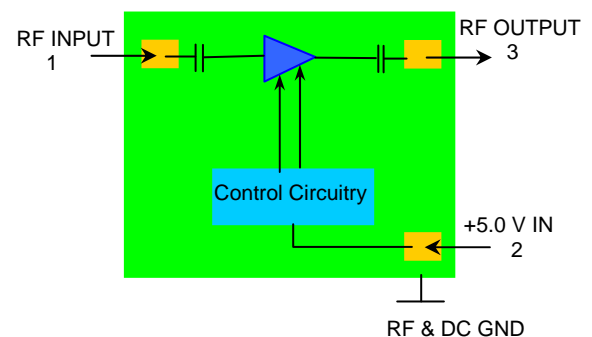 RF INPUT
1
RF OUTPUT
3
Control Circuitry
+5.0 V IN
2
RF & DC GND